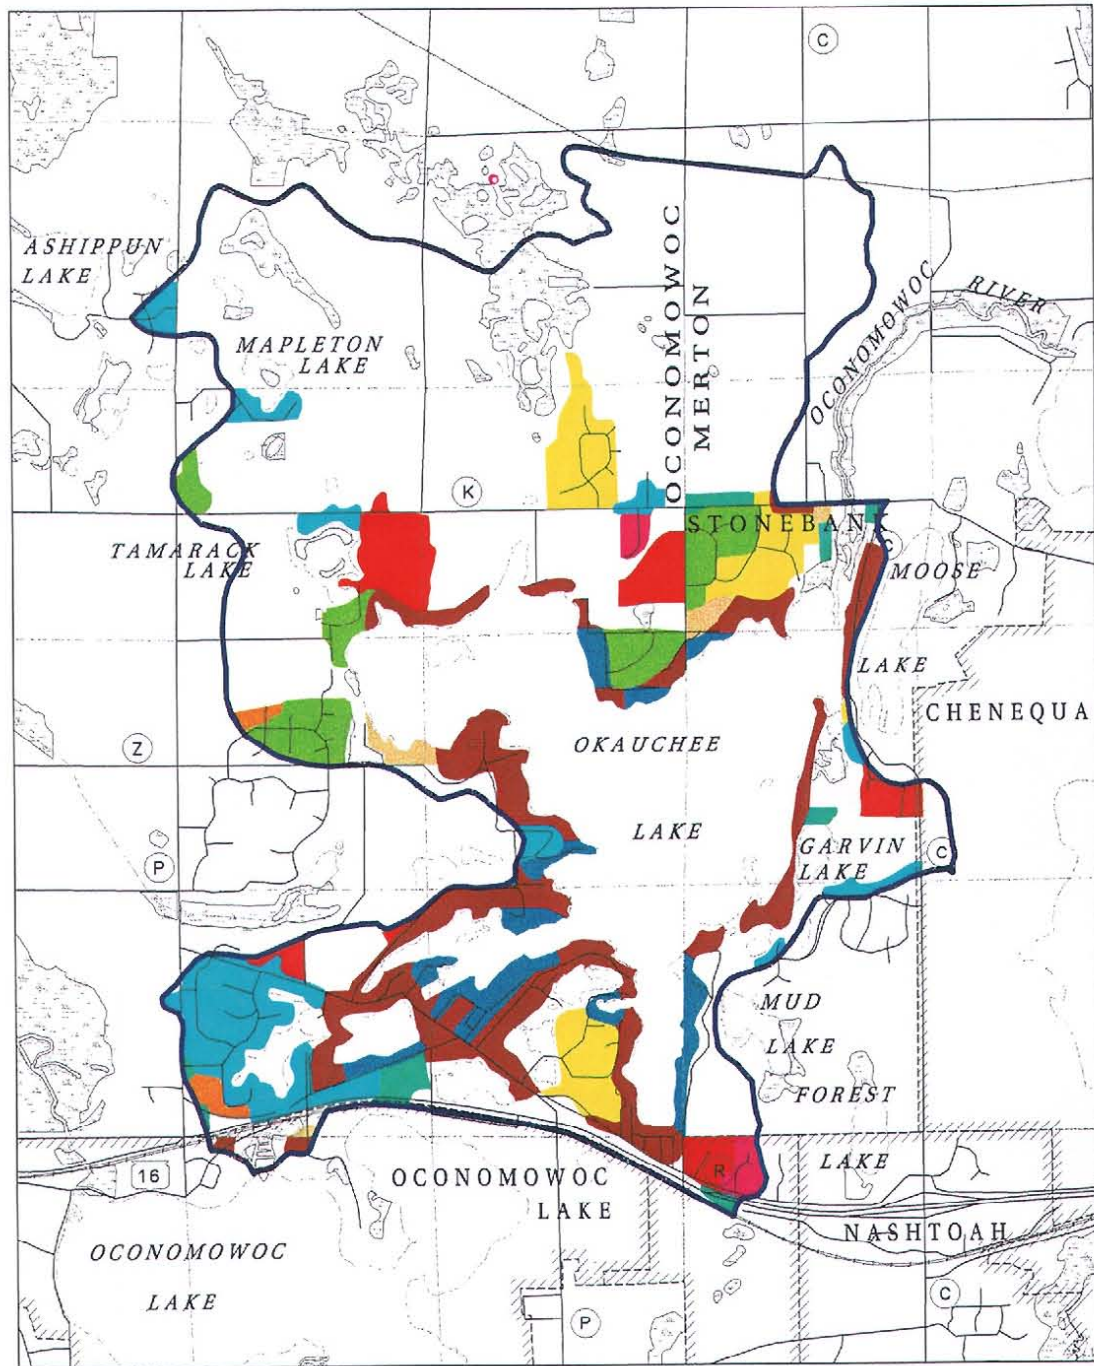 C
ASHIPPUN
LAKE
OCONOMOWOC
MERTON
OCONOMOWOC
RIVER
MAPLETON
LAKE
K
STONEBANK
TAMARACK
LAKE
C
MOOSE
LAKE
CHENEQUA
Z
OKAUCHEE
LAKE
P
GARVIN
LAKE
C
MUD
LAKE
FOREST
LAKE
16
OCONOMOWOC
LAKE
R
NASHTOAH
OCONOMOWOC
LAKE
P
C